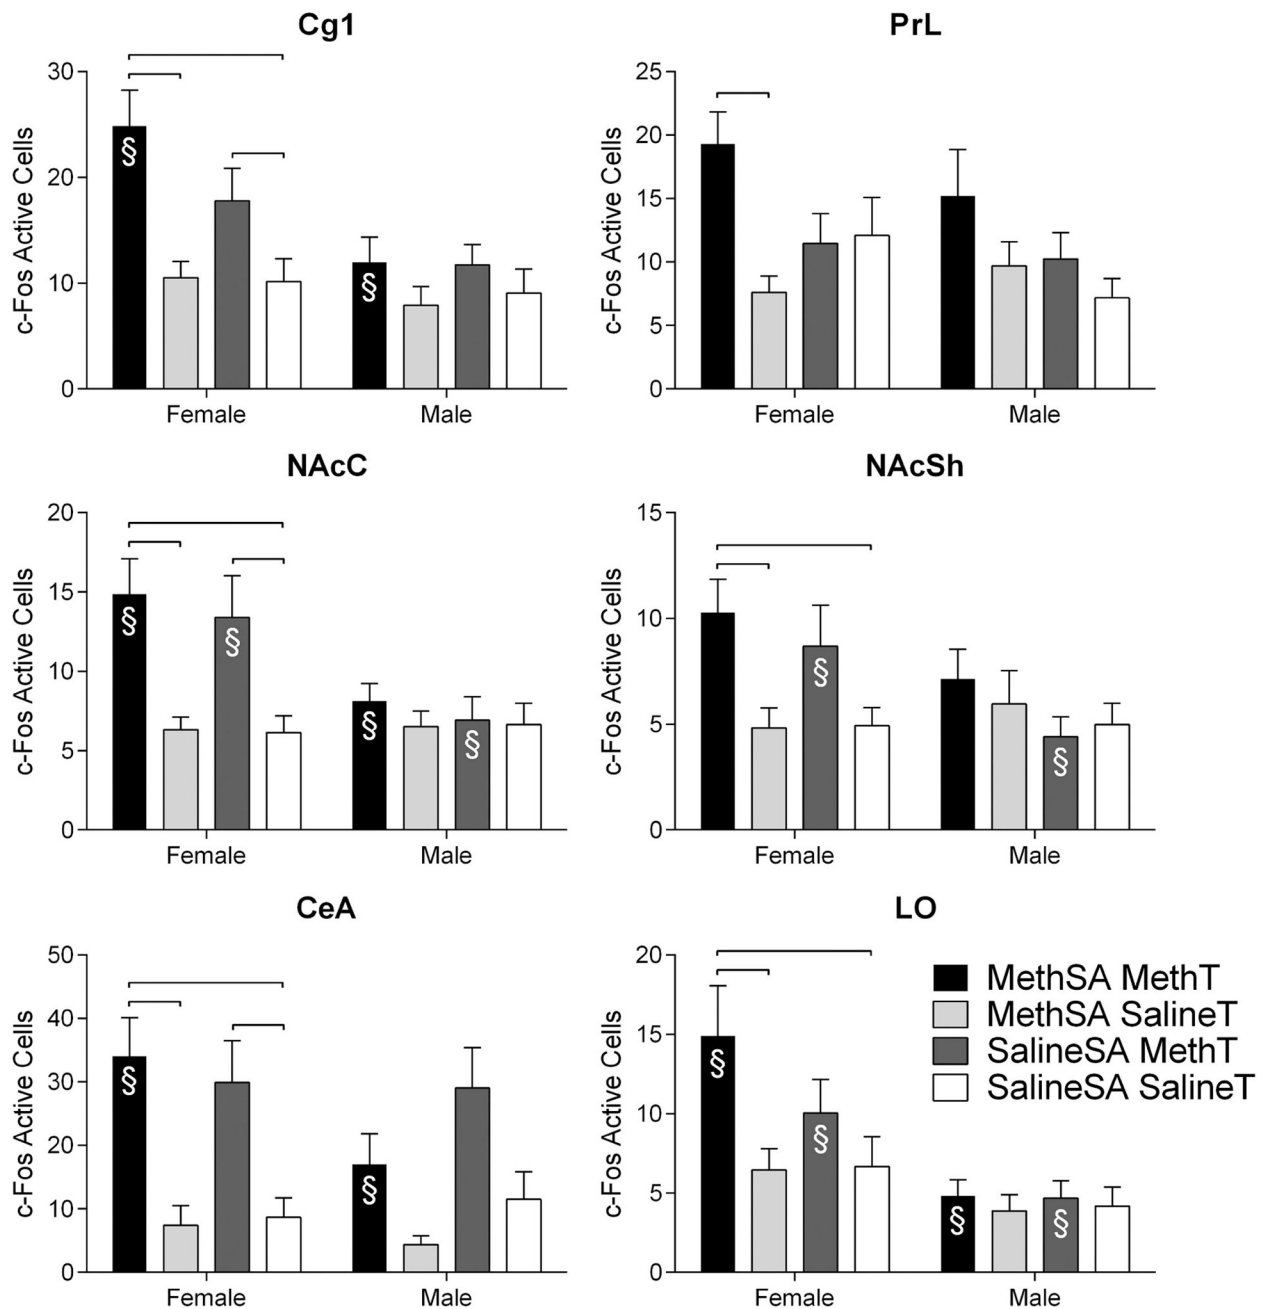 Cg1
c-Fos Active Cells
30
20
10
0
§
§
Female
Male
PrL
c-Fos Active Cells
25
20
15
10
5
0
Female
Male
NAcC
c-Fos Active Cells
20
15
10
5
0
§
§
§
§
Female
Male
NAcSh
c-Fos Active Cells
15
10
5
0
§
§
Female
Male
CeA
c-Fos Active Cells
50
40
30
20
10
0
§
§
Female
Male
LO
c-Fos Active Cells
20
15
10
5
0
§
§
§
§
Female
Male
MethSA MethT
MethSA SalineT
SalineSA MethT
SalineSA SalineT